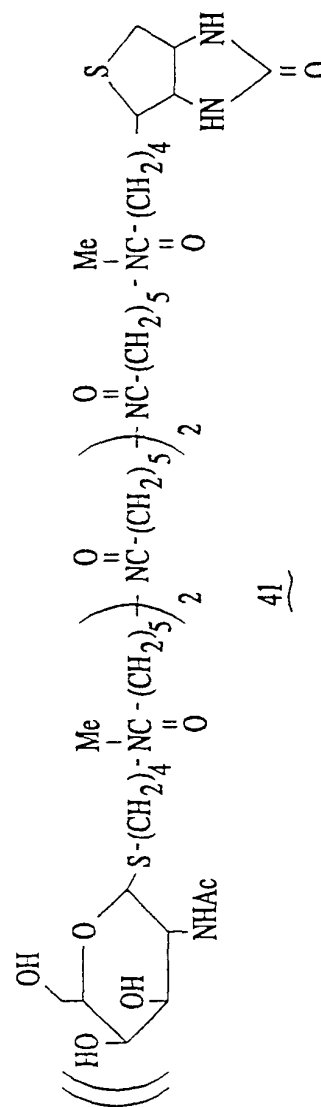 OH
O O O
Me Me S
HO OH O S-(CH2)4-NC-(CH2)5-NC-(CH2)5-NC-(CH2)5-NC-(CH2)4 NH
NHAc O 2 2 O HN
O
41